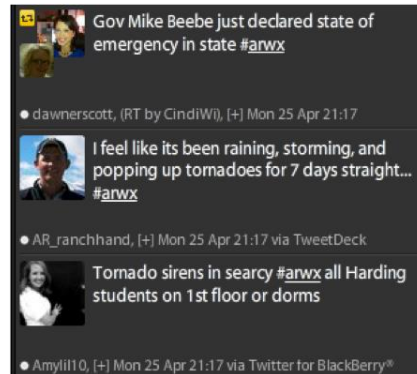 Gov Mike Beebe just declared state of
emergency in state #arwx
dawnerscott, (RT by CindiWi), [+] Mon 25 Apr 21:17
I feel like its been raining, storming, and
popping up tornadoes for 7 days straight...
#arwx
AR_ranchhand, [+] Mon 25 Apr 21:17 via TweetDeck
Tornado sirens in searcy #arwx all Harding
students on 1st floor or dorms
Amylil10, [+] Mon 25 Apr 21:17 via Twitter for BlackBerry®